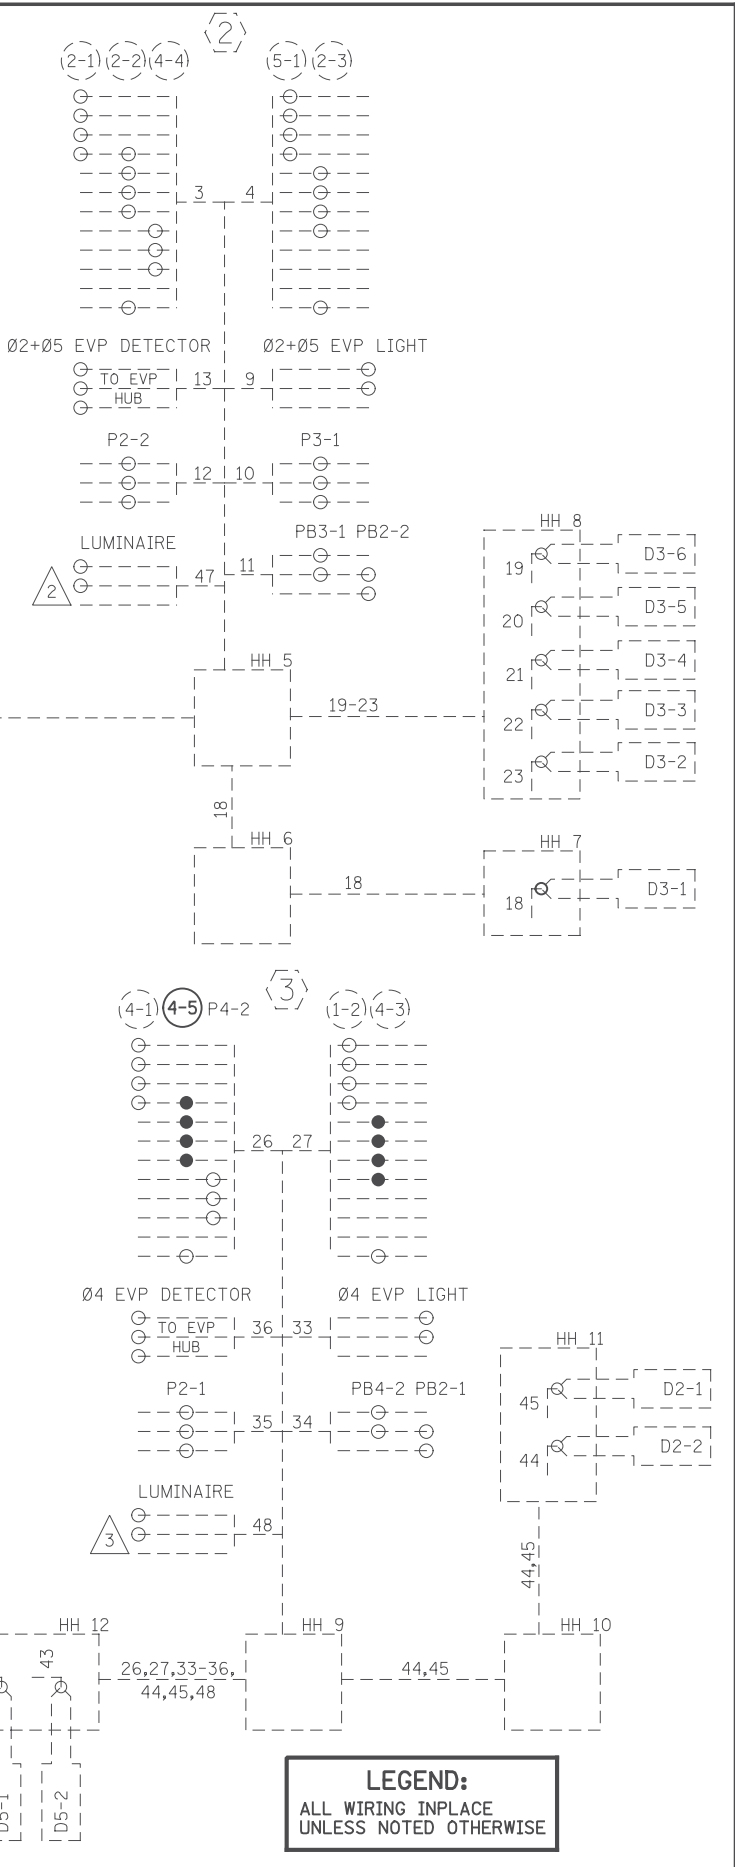 2
(2-1) (2-2) (4-4) (5-1) (2-3)
3 4
Ø2+Ø5 EVP DETECTOR Ø2+Ø5 EVP LIGHT
TO EVP 13 9
HUB
P2-2 P3-1
12 10
PB3-1 PB2-2
LUMINAIRE
11
2 47
HH 8
19 D3-6
20 D3-5
21 D3-4
22 D3-3
23 D3-2
HH 5
19-23
18
HH 6
18
HH 7
18 D3-1
3
(4-1) (4-5) P4-2 (1-2) (4-3)
26 27
Ø4 EVP DETECTOR Ø4 EVP LIGHT
TO EVP 36 33
HUB
P2-1 PB4-2 PB2-1
35 34
LUMINAIRE
3 48
HH 11
45 D2-1
44 D2-2
44,45
HH 12 HH 9 HH 10
43
26,27,33-36,
44,45,48
44,45
D5-1
D5-2
LEGEND:
ALL WIRING INPLACE
UNLESS NOTED OTHERWISE